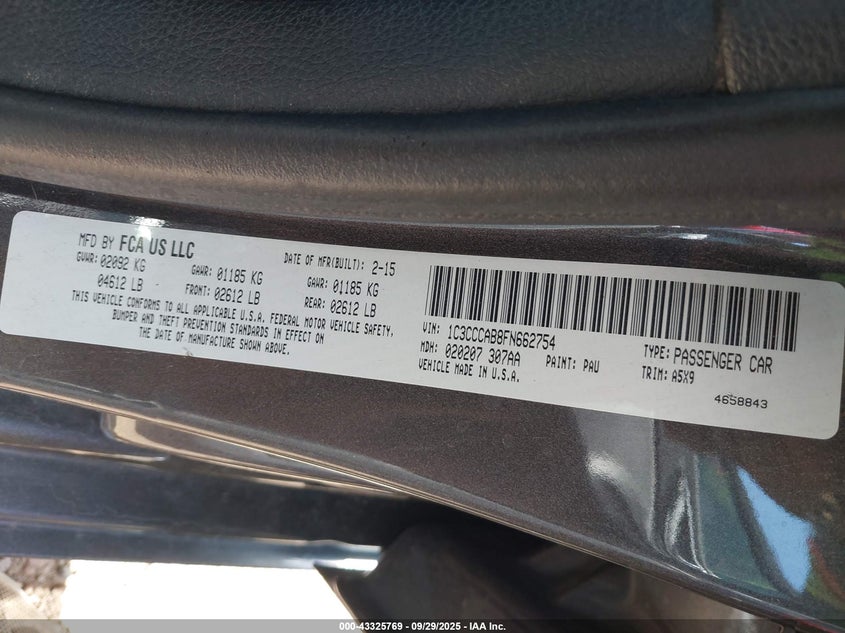 MFD BY FCA US LLC
DATE OF MFR(BUILT): 2-15
GVWR: 02092 KG
04612 LB
GAWR: 01185 KG
FRONT: 02612 LB
GAWR: 01185 KG
REAR: 02612 LB
THIS VEHICLE CONFORMS TO ALL APPLICABLE U.S.A. FEDERAL MOTOR VEHICLE SAFETY,
BUMPER AND THEFT PREVENTION STANDARDS IN EFFECT ON
THE DATE OF MANUFACTURE SHOWN ABOVE.
VIN: 1C3CCCAB8FN662754
TYPE: PASSENGER CAR
MDH: 020207 307AA
PAINT: PAU
TRIM: A5X9
VEHICLE MADE IN U.S.A.
4658843
000-43325769 - 09/29/2025 - IAA Inc.